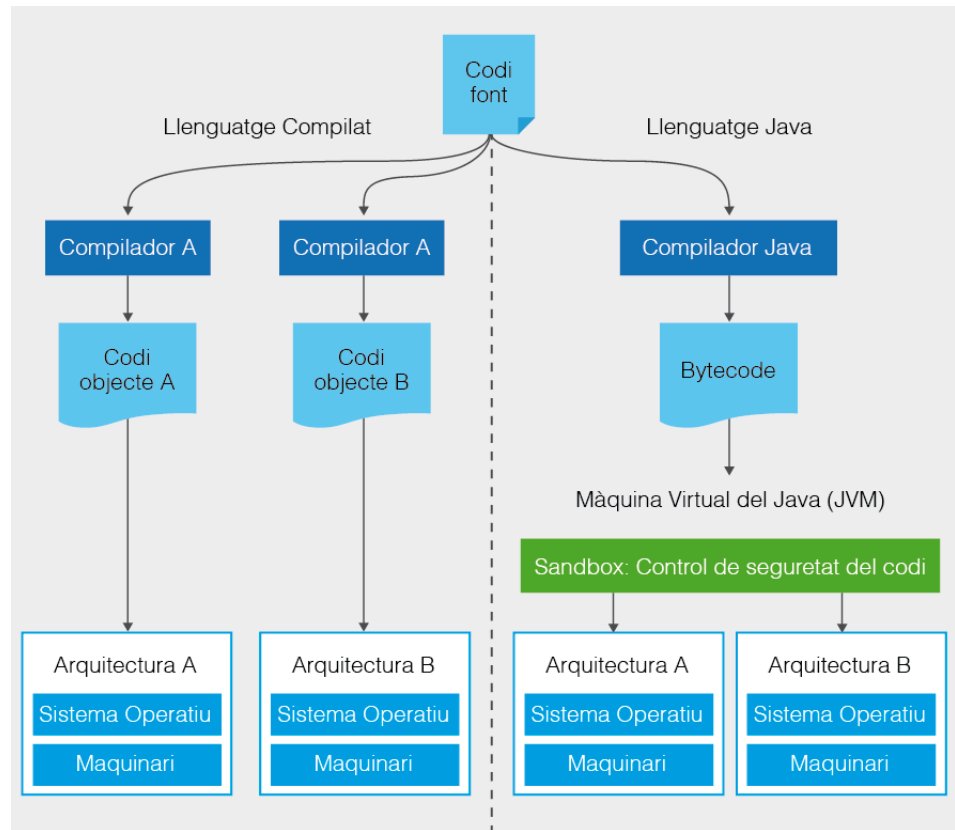 Codi
font
Llenguatge Compilat
Llenguatge Java
Compilador A
Compilador A
Compilador Java
Codi
objecte A
Codi
objecte B
Bytecode
Màquina Virtual del Java (JVM)
Sandbox: Control de seguretat del codi
Arquitectura A
Sistema Operatiu
Maquinari
Arquitectura B
Sistema Operatiu
Maquinari
Arquitectura A
Sistema Operatiu
Maquinari
Arquitectura B
Sistema Operatiu
Maquinari